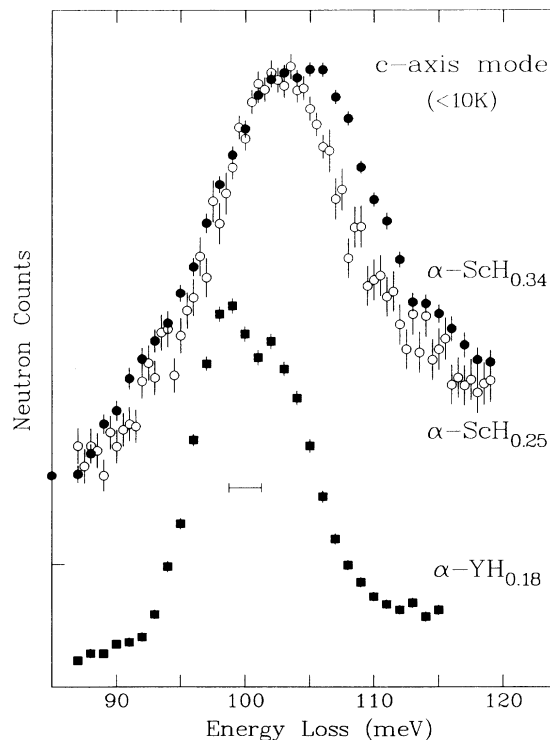 c-axis mode
(<10K)
α-ScH0.34
α-ScH0.25
α-YH0.18
Neutron Counts
90
100
110
120
Energy Loss (meV)